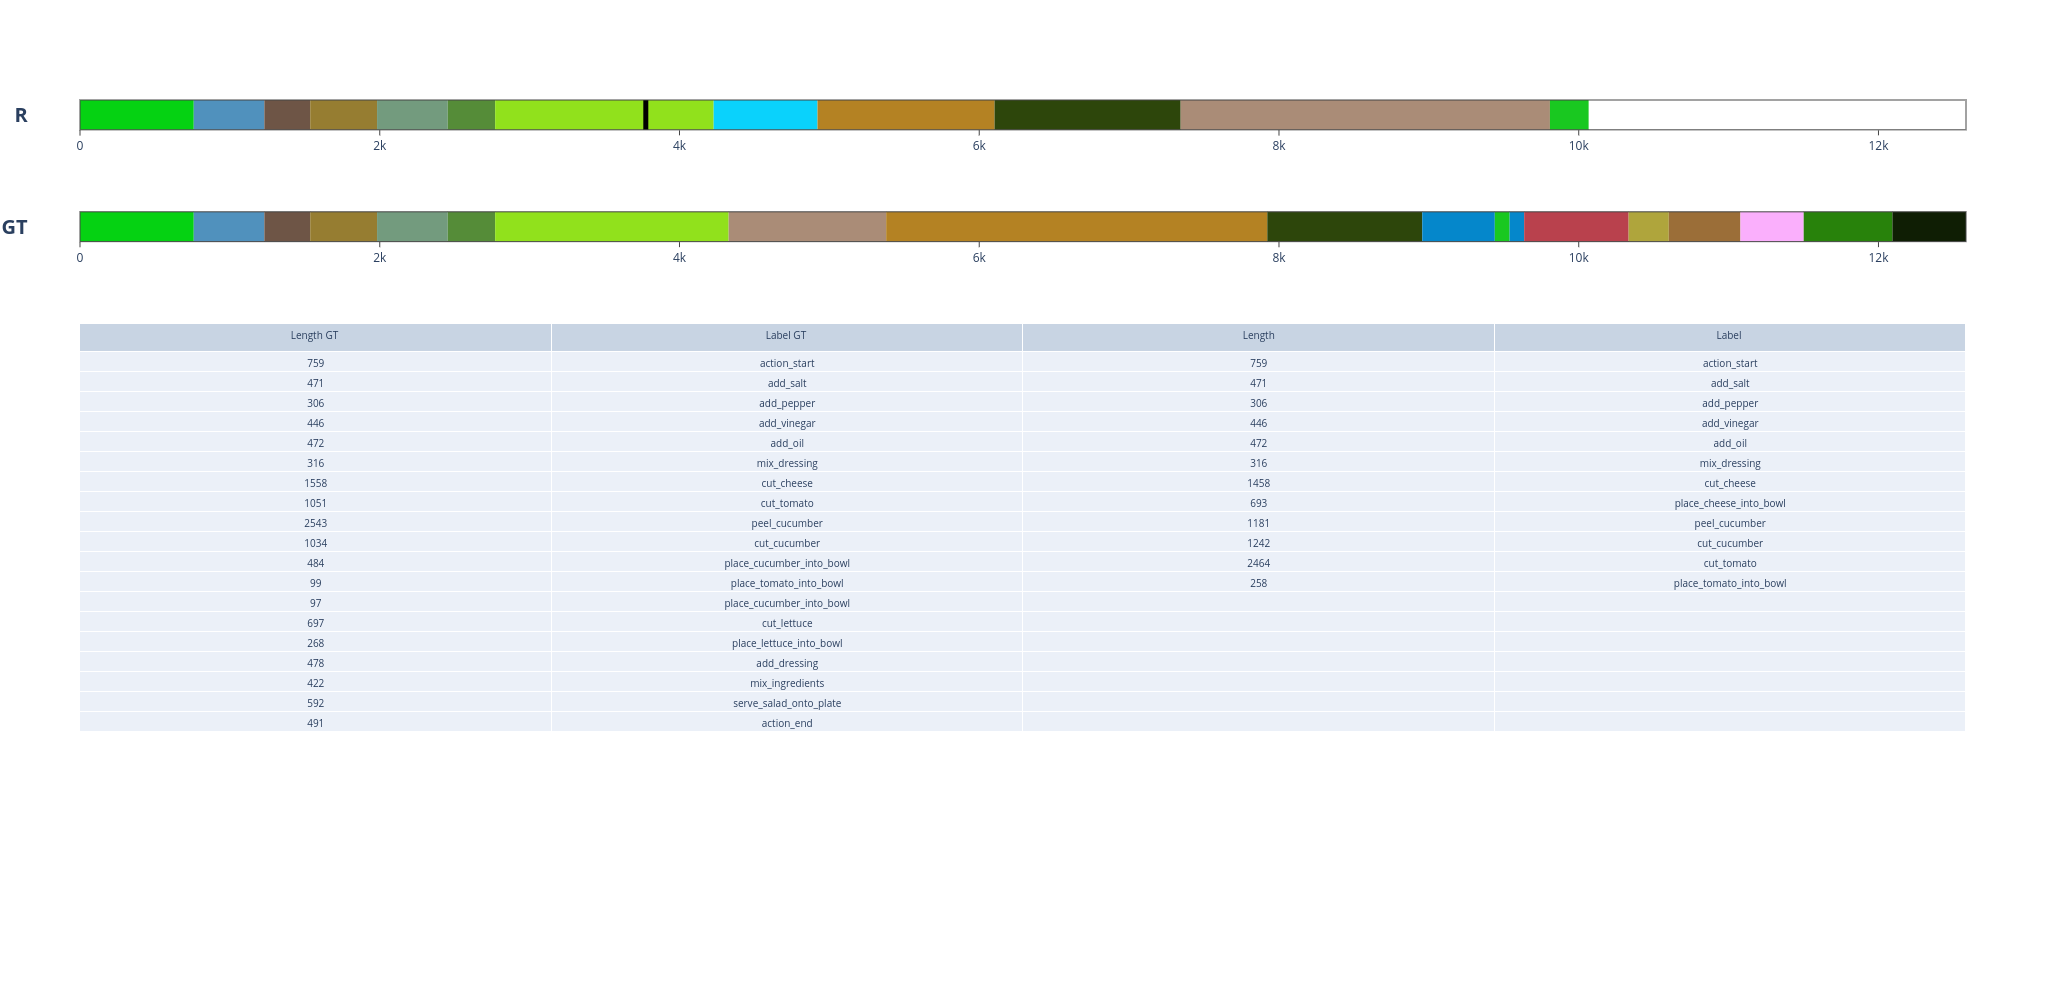 R
0 2k 4k 6k 8k 10k 12k
GT
0 2k 4k 6k 8k 10k 12k
Length GT Label GT Length Label
759 action_start 759 action_start
471 add_salt 471 add_salt
306 add_pepper 306 add_pepper
446 add_vinegar 446 add_vinegar
472 add_oil 472 add_oil
316 mix_dressing 316 mix_dressing
1558 cut_cheese 1458 cut_cheese
1051 cut_tomato 693 place_cheese_into_bowl
2543 peel_cucumber 1181 peel_cucumber
1034 cut_cucumber 1242 cut_cucumber
484 place_cucumber_into_bowl 2464 cut_tomato
99 place_tomato_into_bowl 258 place_tomato_into_bowl
97 place_cucumber_into_bowl
697 cut_lettuce
268 place_lettuce_into_bowl
478 add_dressing
422 mix_ingredients
592 serve_salad_onto_plate
491 action_end